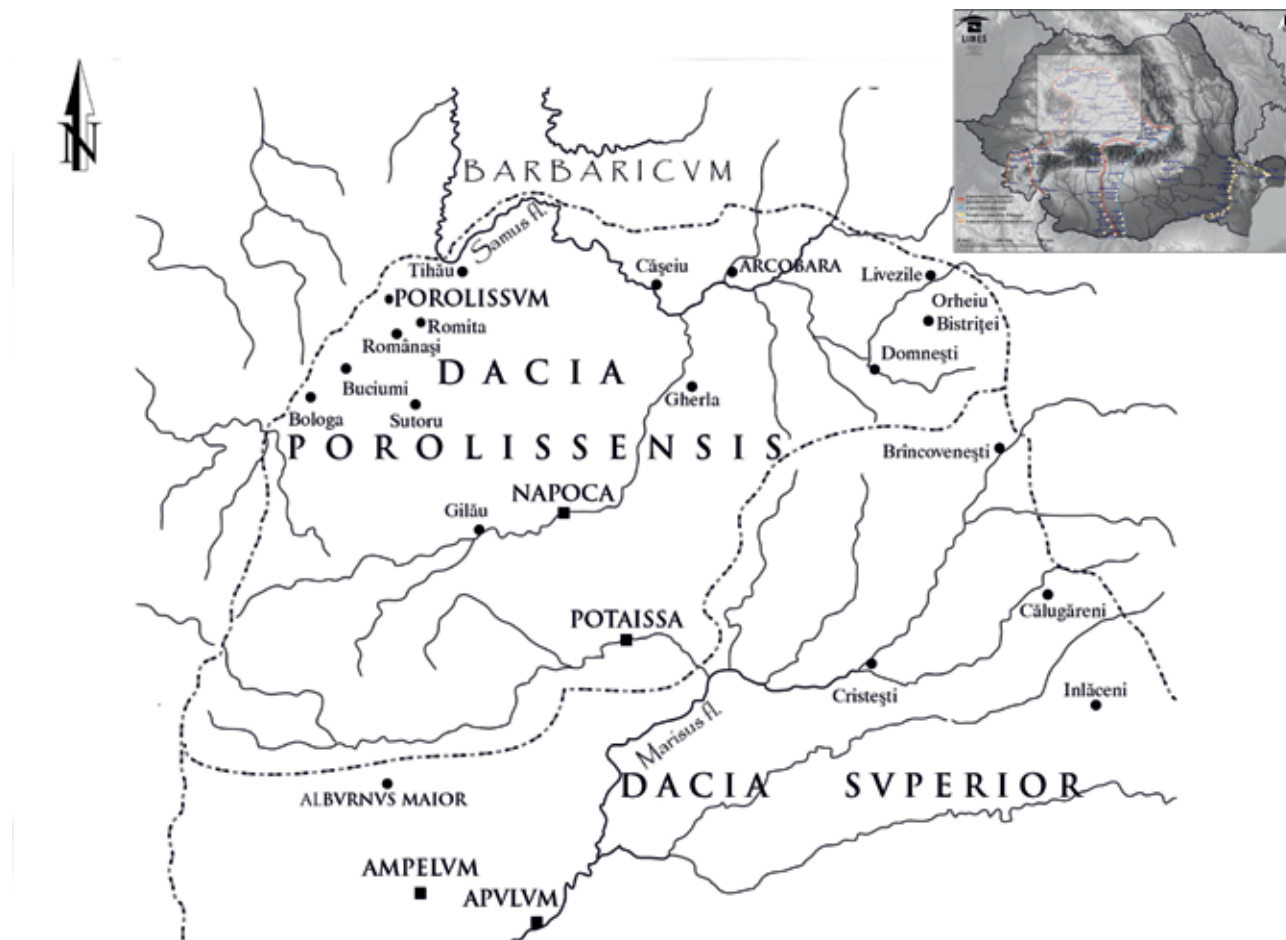 N
LIMES
BARBARICVM
Samus fl.
Tihău
Cășeiu
ARCOBARA
Livezile
POROLISSVM
Orheiu
Bistriței
Romita
Românași
DACIA
Domnești
Buciumi
Gherla
Bologa
Sutoru
POROLISSENSIS
Brîncovenești
NAPOCA
Gilău
Călugăreni
POTAISSA
Cristești
Inlăceni
Marisus fl.
DACIA SVPERIOR
ALBVRNVS MAIOR
AMPELVM
APVLVM